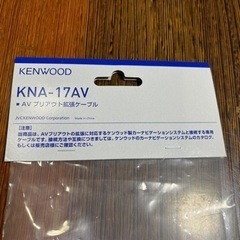 KENWOOD
KNA-17AV
● AV プリアウト拡張ケーブル
JVCKENWOOD Corporation Made in China
【注意】
当商品は、AVプリアウトの拡張に対応するケンウッド製カーナビゲーションシステムと接続する専用
ケーブルです。接続方法や互換につきましては、ケンウッドのカーナビゲーションシステムのカタログ、
もしくは販売店様にご確認ください。